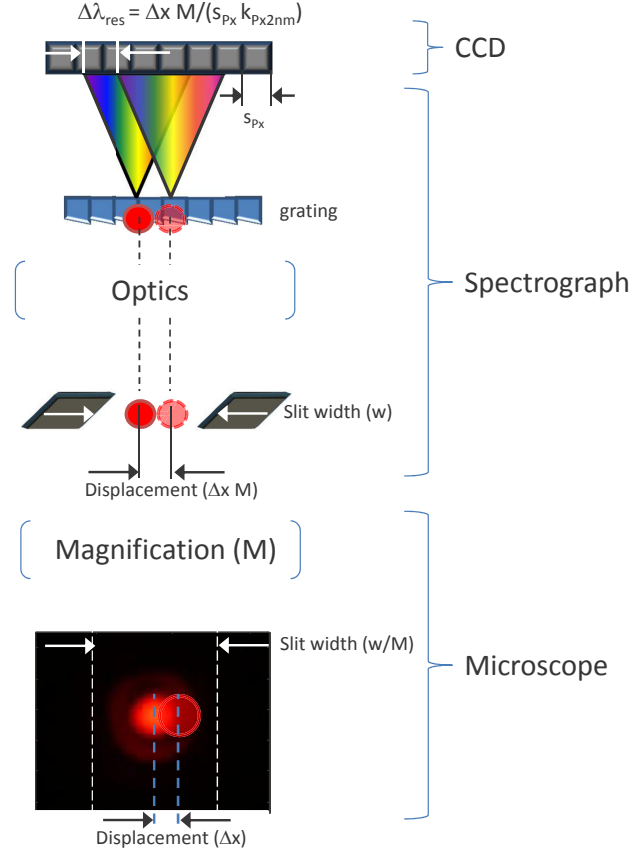 Δλres = Δx M/(sPx kPx2nm)
CCD
sPx
grating
Optics
Spectrograph
Slit width (w)
Displacement (Δx M)
Magnification (M)
Slit width (w/M)
Microscope
Displacement (Δx)